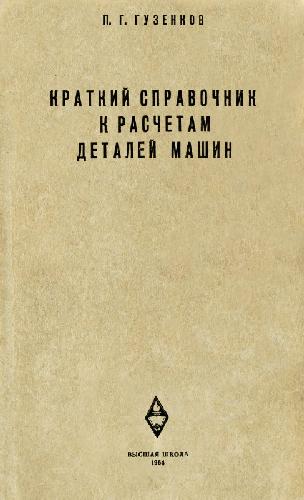 П. Г. ГУЗЕНКОВ
КРАТКИЙ СПРАВОЧНИК
К РАСЧЕТАМ
ДЕТАЛЕЙ МАШИН
ВЫСШАЯ ШКОЛА
1964